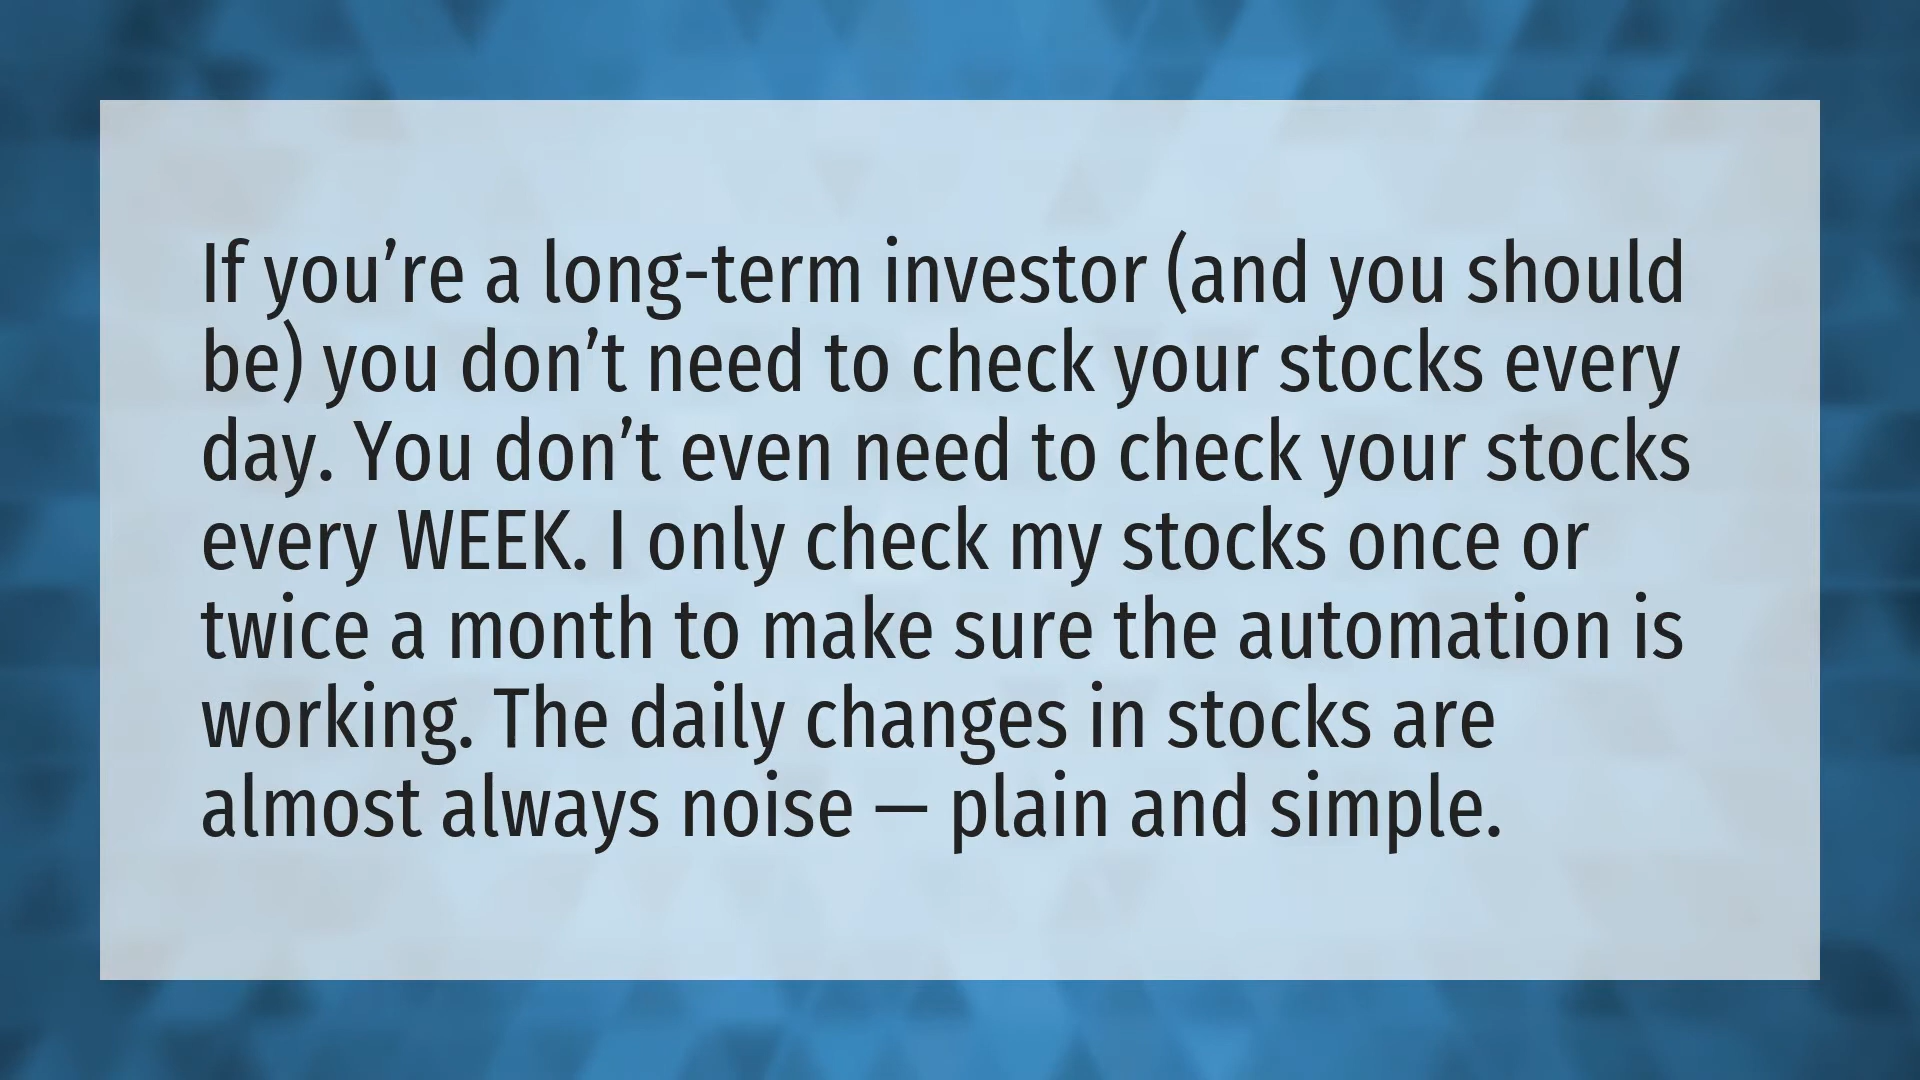 If you’re a long-term investor (and you should
be) you don’t need to check your stocks every
day. You don’t even need to check your stocks
every WEEK. I only check my stocks once or
twice a month to make sure the automation is
working. The daily changes in stocks are
almost always noise — plain and simple.